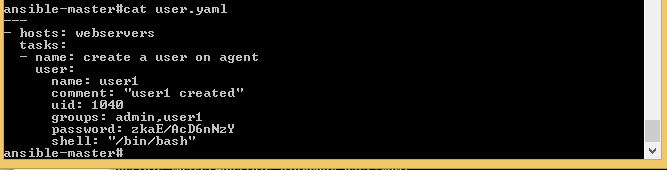 ansible-master#cat user.yaml
---
- hosts: webservers
  tasks:
  - name: create a user on agent
    user:
      name: user1
      comment: "user1 created"
      uid: 1040
      groups: admin,user1
      password: zkaE/AcD6nNzY
      shell: "/bin/bash"
ansible-master#